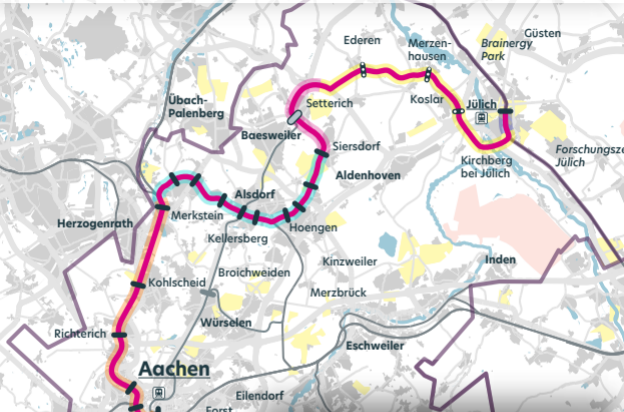 Ederen
Merzen-
hausen
Brainergy
Park
Güsten
Übach-
Palenberg
Setterich
Koslar
Jülich
Baesweiler
Siersdorf
Kirchberg
bei Jülich
Aldenhoven
Alsdorf
Merkstein
Herzogenrath
Kellersberg
Hoengen
Kinzweiler
Inden
Broichweiden
Kohlscheid
Merzbrück
Würselen
Richterich
Eschweiler
Aachen
Eilendorf
Forst
Jülich